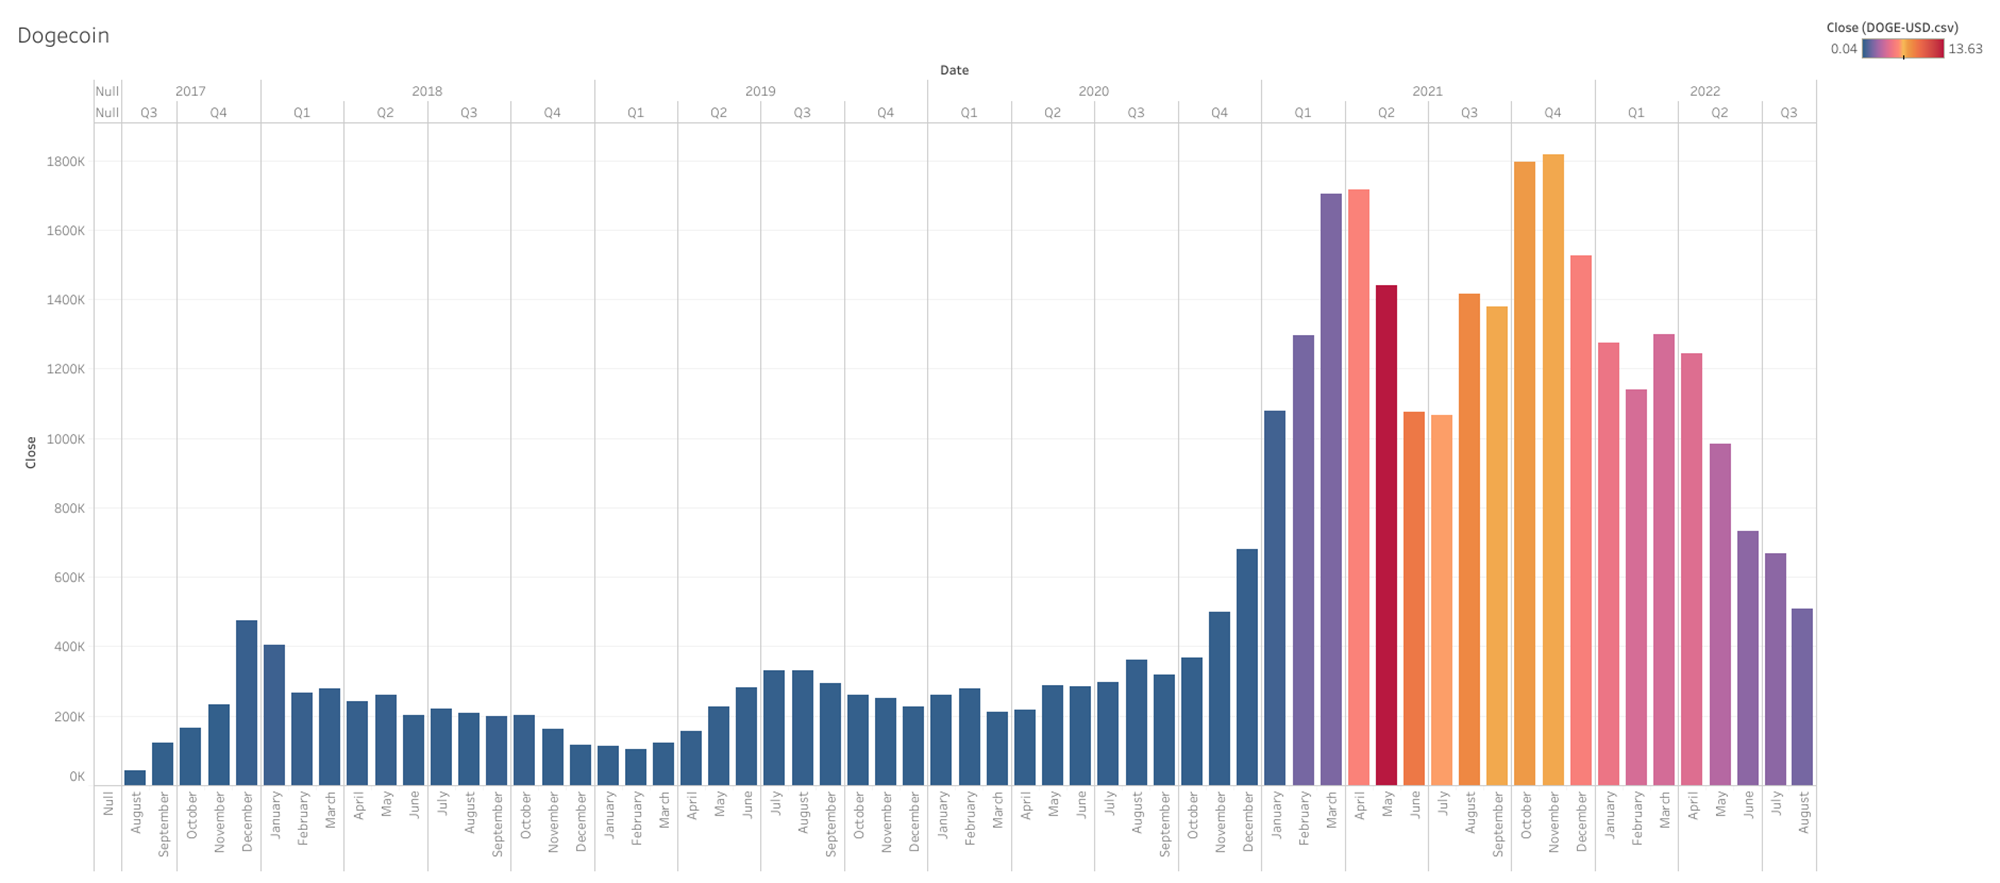 Dogecoin
Close (DOGE-USD.csv)
0.04 13.63
Date
Null 2017 2018 2019 2020 2021 2022
Null Q3 Q4 Q1 Q2 Q3 Q4 Q1 Q2 Q3 Q4 Q1 Q2 Q3 Q4 Q1 Q2 Q3 Q4 Q1 Q2 Q3
1800K
1600K
1400K
1200K
1000K
800K
600K
400K
200K
0K
Close
Null August September October November December January February March April May June July August September October November December January February March April May June July August September October November December January February March April May June July August September October November December January February March April May June July August September October November December January February March April May June July August